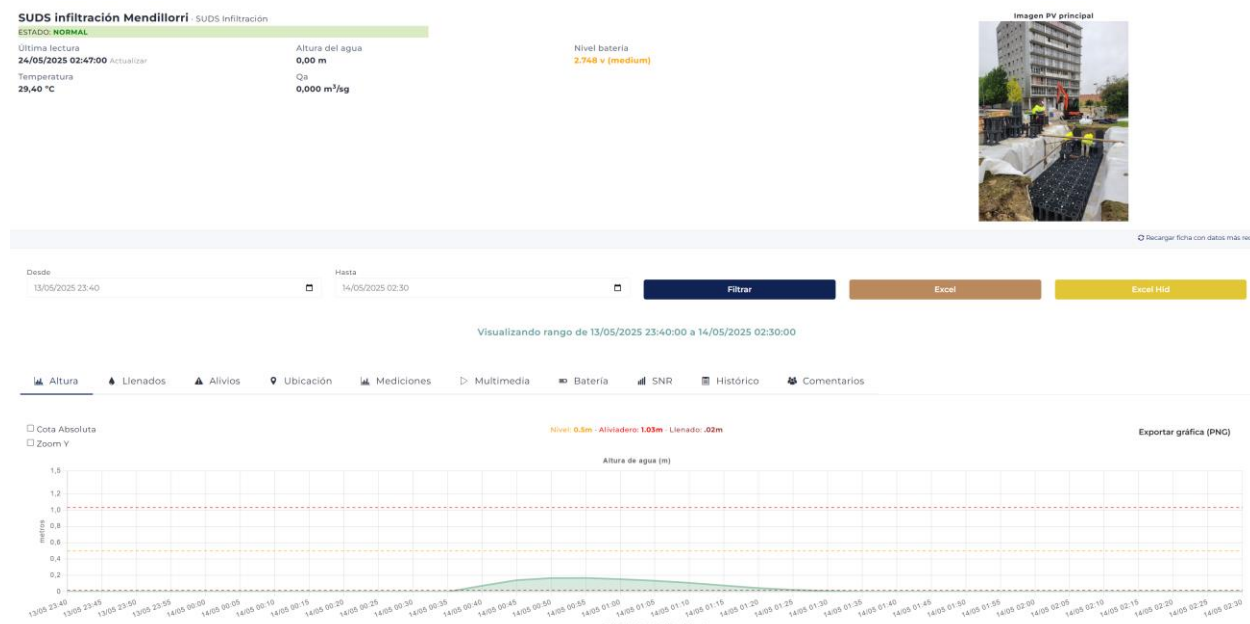 SUDS infiltración Mendillorri - SUDS Infiltración
ESTADO: NORMAL
Última lectura
24/05/2025 02:47:00 Actualizar
Altura del agua
0,00 m
Nivel batería
2.748 v (medium)
Temperatura
29,40 °C
Qa
0,000 m³/sg
Imagen PV principal
Recargar ficha con datos más rec
Desde
13/05/2025 23:40
Hasta
14/05/2025 02:30
Filtrar
Excel
Excel Hid
Visualizando rango de 13/05/2025 23:40:00 a 14/05/2025 02:30:00
Altura Llenados Alivios Ubicación Mediciones Multimedia Batería SNR Histórico Comentarios
Cota Absoluta
Zoom Y
Nivel: 0.5m - Aliviadero: 1.03m - Llenado: .02m
Exportar gráfica (PNG)
Altura de agua (m)
metros
1,5
1,2
1,0
0,8
0,6
0,4
0,2
0
13/05 23:40 13/05 23:45 13/05 23:50 13/05 23:55 14/05 00:00 14/05 00:05 14/05 00:10 14/05 00:15 14/05 00:20 14/05 00:25 14/05 00:30 14/05 00:35 14/05 00:40 14/05 00:45 14/05 00:50 14/05 00:55 14/05 01:00 14/05 01:05 14/05 01:10 14/05 01:15 14/05 01:20 14/05 01:25 14/05 01:30 14/05 01:35 14/05 01:40 14/05 01:45 14/05 01:50 14/05 01:55 14/05 02:00 14/05 02:05 14/05 02:10 14/05 02:15 14/05 02:20 14/05 02:25 14/05 02:30